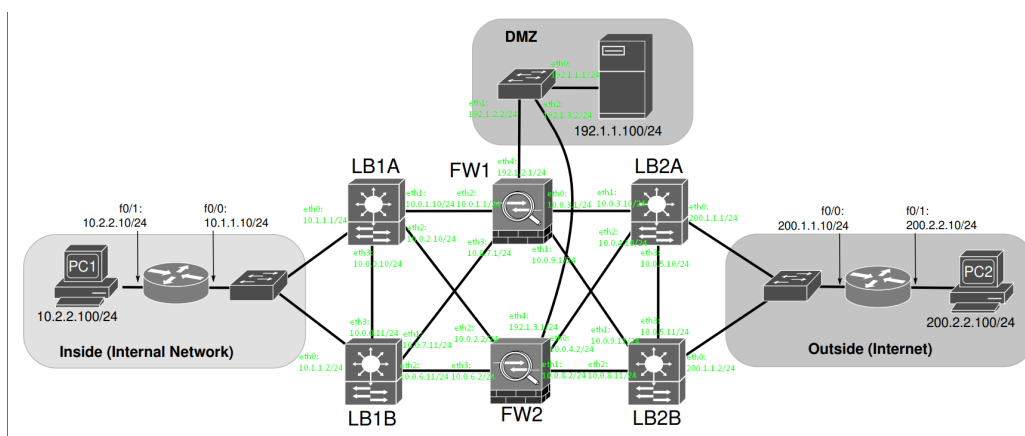 DMZ
eth0:
192.1.1.1/24
eth1:
192.1.2.2/24
eth2:
192.1.3.2/24
192.1.1.100/24
LB1A
FW1
LB2A
eth4:
192.1.2.1/24
eth1:
10.0.1.10/24
eth2:
10.0.1.1/24
eth0:
10.0.3.1/24
eth1:
10.0.3.10/24
eth0:
10.1.1.1/24
eth2:
10.0.2.10/24
eth3:
10.0.0.10/24
eth3:
10.0.7.1/24
eth1:
10.0.9.1/24
eth2:
eth0:
200.1.1.1/24
10.0.5.10/24
f0/1:
10.2.2.10/24
f0/0:
10.1.1.10/24
PC1
10.2.2.100/24
Inside (Internal Network)
f0/0:
200.1.1.10/24
f0/1:
200.2.2.10/24
PC2
200.2.2.100/24
Outside (Internet)
eth3:
10.0.0.11/24
eth0:
10.1.1.2/24
eth1:
10.0.7.11/24
eth2:
10.0.6.11/24
eth2:
10.0.2.2/24
eth3:
10.0.6.2/24
eth4:
192.1.3.1/24
eth0:
10.0.4.2/24
eth1:
10.0.8.2/24
eth3:
10.0.5.11/24
eth1:
eth2:
10.0.8.11/24
eth0:
200.1.1.2/24
LB1B
FW2
LB2B